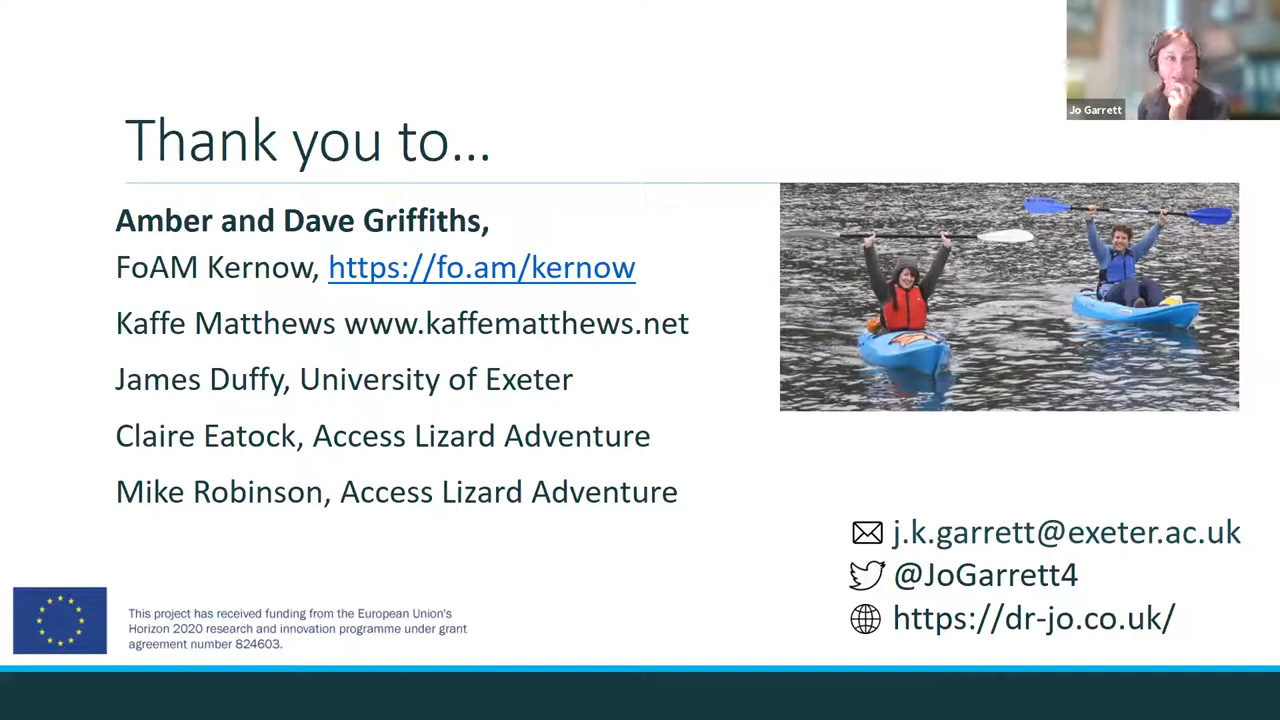 Jo Garrett
Thank you to...
Amber and Dave Griffiths,
FoAM Kernow, https://fo.am/kernow
Kaffe Matthews www.kaffematthews.net
James Duffy, University of Exeter
Claire Eatock, Access Lizard Adventure
Mike Robinson, Access Lizard Adventure
j.k.garrett@exeter.ac.uk
@JoGarrett4
https://dr-jo.co.uk/
This project has received funding from the European Union's
Horizon 2020 research and innovation programme under grant
agreement number 824603.